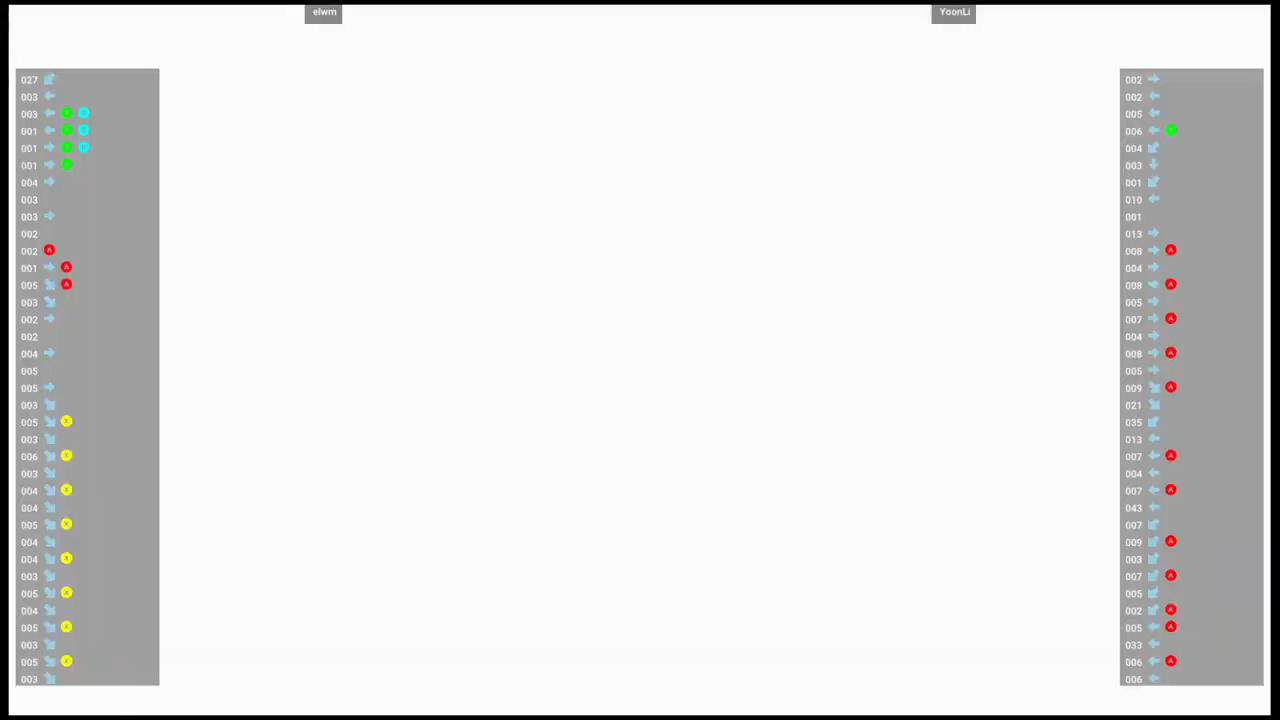 elwm
YoonLi
027
003
003
001
001
001
004
003
003
002
002 A
001 A
005 A
003
002
002
004
005
005
003
005 X
003
006 X
003
004 X
004
005 X
004
004 X
003
005 X
004
005 X
003
005 X
003
002
002
005
006
004
003
001
010
001
013
008 A
004
008 A
005
007 A
004
008 A
005
009 A
021
035
013
007 A
004
007 A
043
007
009 A
003
007 A
005
002 A
005 A
033
006 A
006